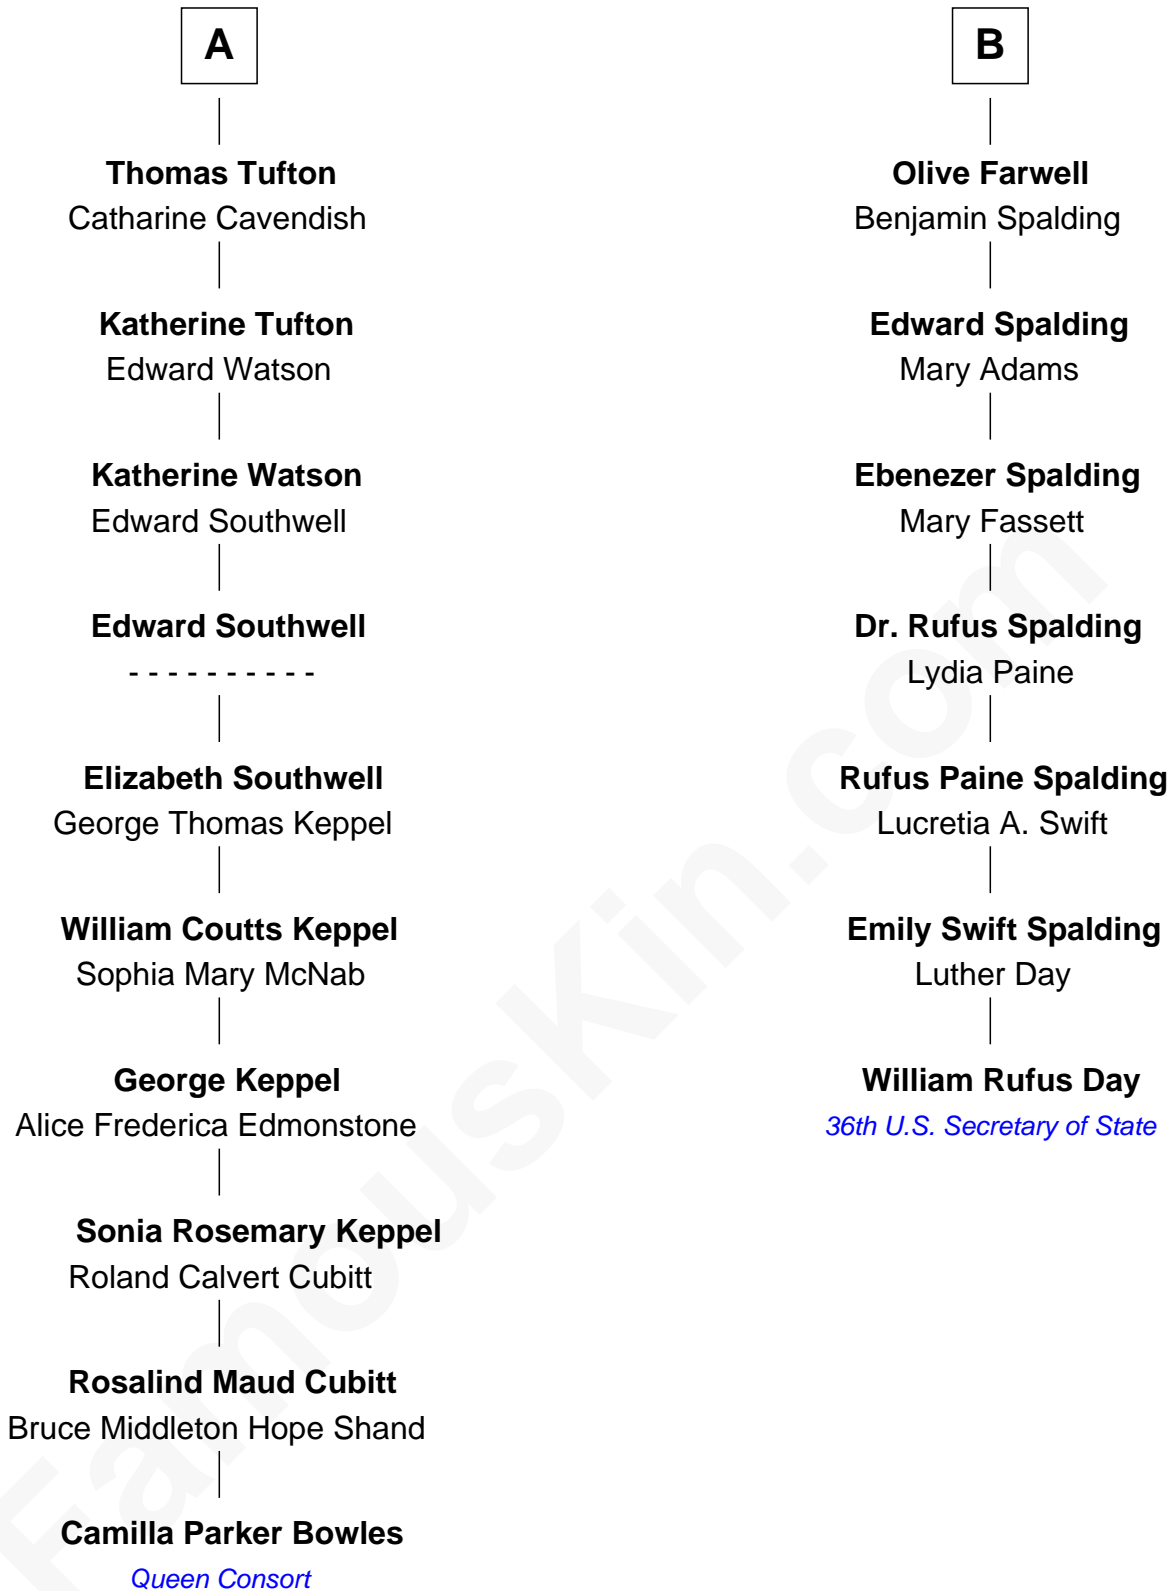 A
Thomas Tufton
Catharine Cavendish
Katherine Tufton
Edward Watson
Katherine Watson
Edward Southwell
Edward Southwell
- - - - - - - - - -
Elizabeth Southwell
George Thomas Keppel
William Coutts Keppel
Sophia Mary McNab
George Keppel
Alice Frederica Edmonstone
Sonia Rosemary Keppel
Roland Calvert Cubitt
Rosalind Maud Cubitt
Bruce Middleton Hope Shand
Camilla Parker Bowles
Queen Consort
B
Olive Farwell
Benjamin Spalding
Edward Spalding
Mary Adams
Ebenezer Spalding
Mary Fassett
Dr. Rufus Spalding
Lydia Paine
Rufus Paine Spalding
Lucretia A. Swift
Emily Swift Spalding
Luther Day
William Rufus Day
36th U.S. Secretary of State
FamousKin.com